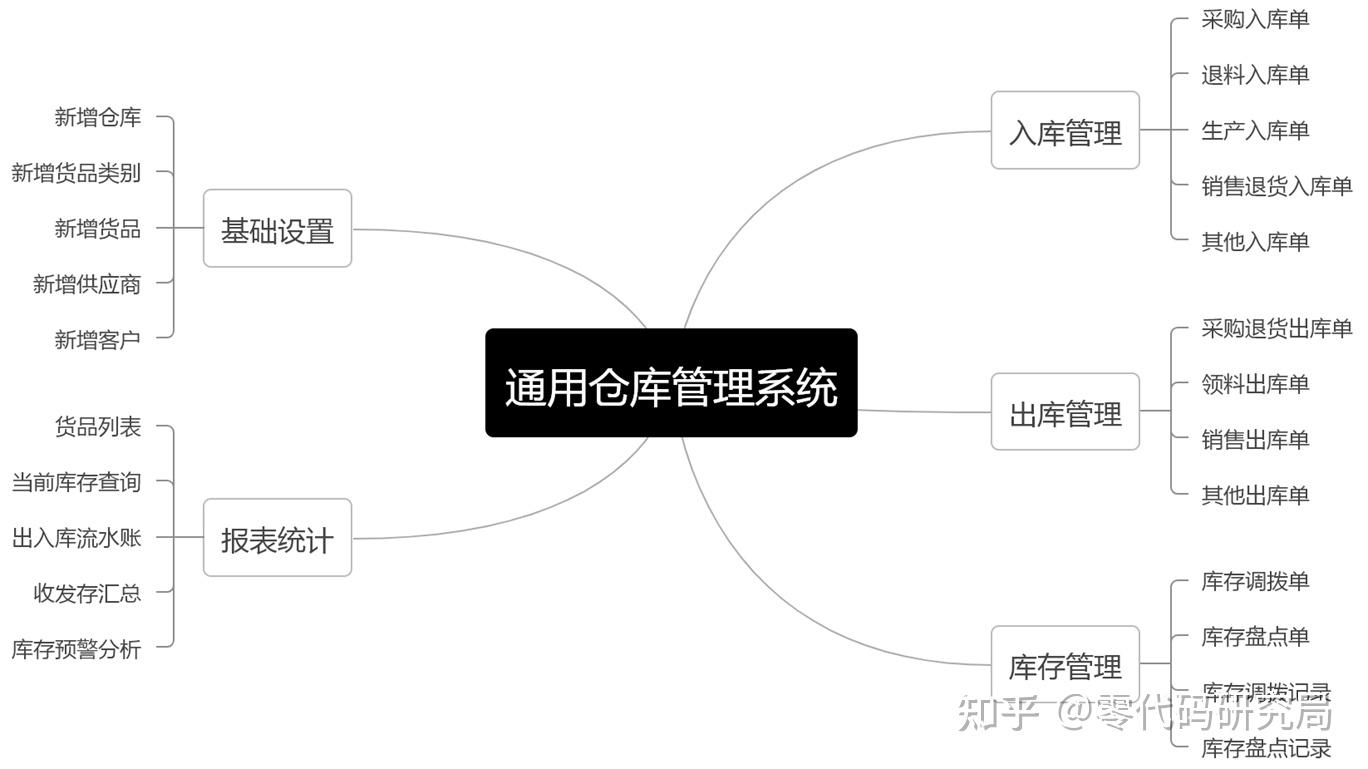 通用仓库管理系统
基础设置
新增仓库
新增货品类别
新增货品
新增供应商
新增客户
报表统计
货品列表
当前库存查询
出入库流水账
收发存汇总
库存预警分析
入库管理
采购入库单
退料入库单
生产入库单
销售退货入库单
其他入库单
出库管理
采购退货出库单
领料出库单
销售出库单
其他出库单
库存管理
库存调拨单
库存盘点单
库存调拨记录
库存盘点记录
知乎 @零代码研究局